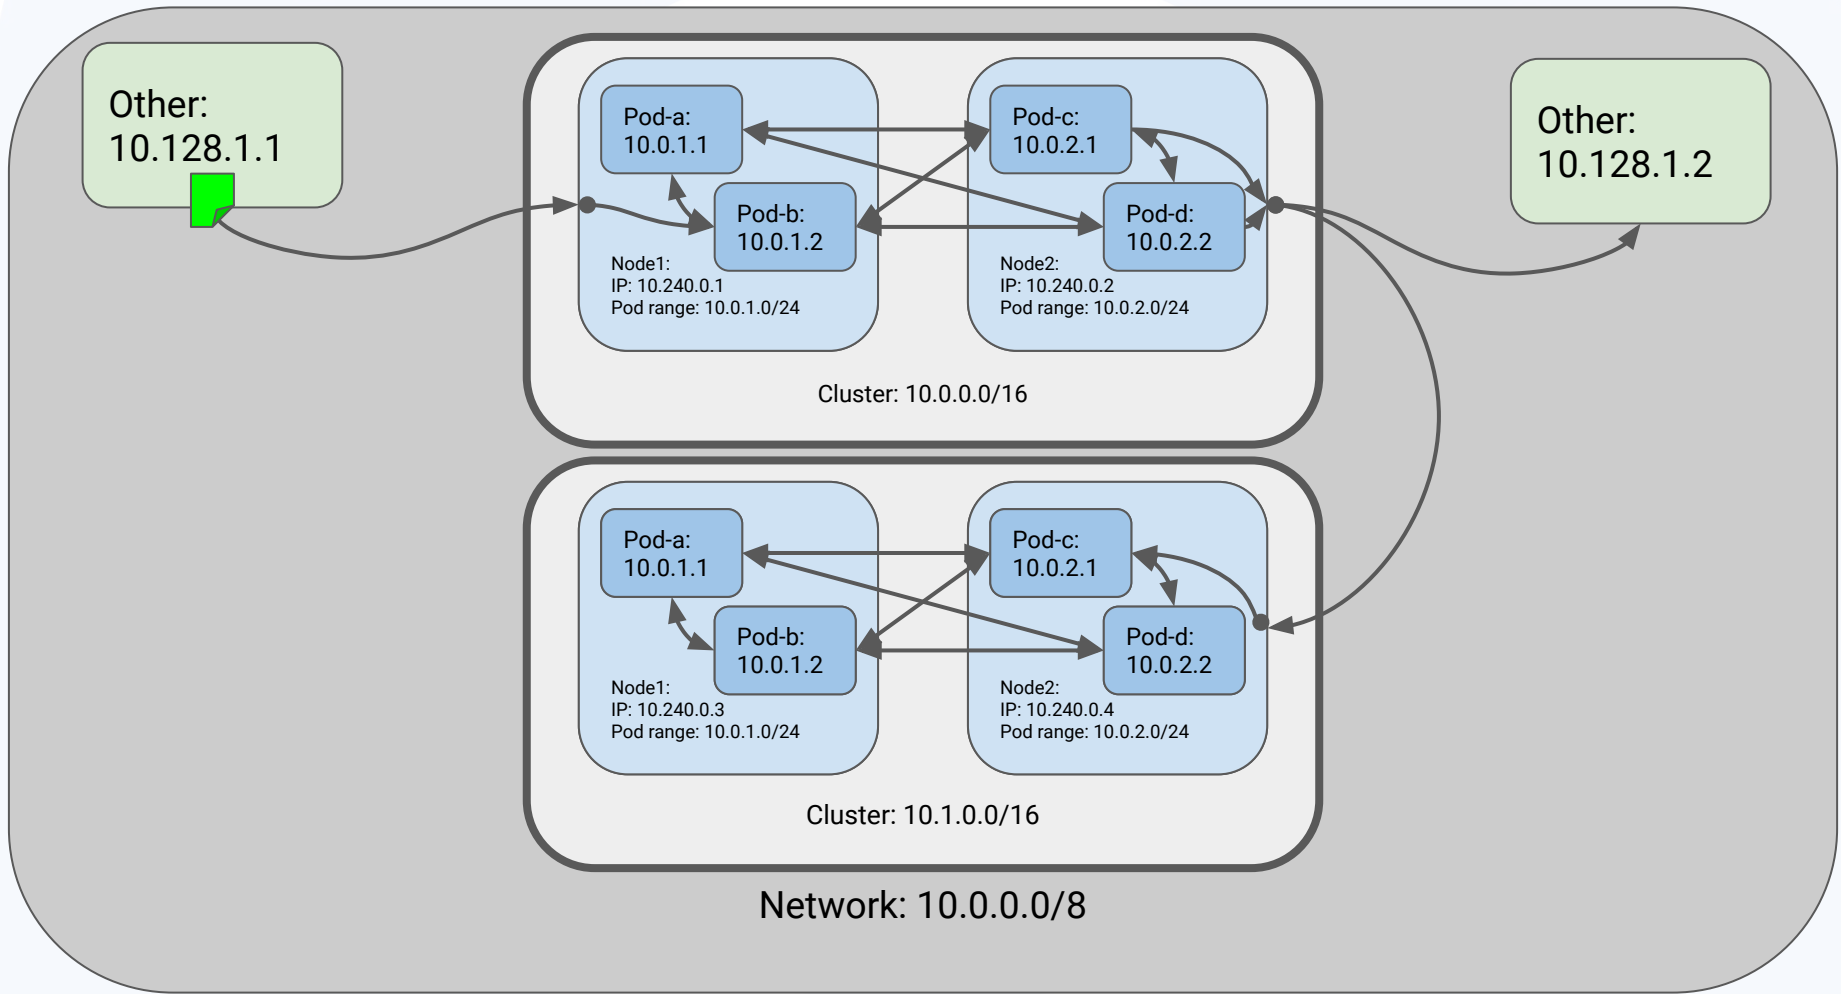 Other:
10.128.1.1
Pod-a:
10.0.1.1
Pod-b:
10.0.1.2
Node1:
IP: 10.240.0.1
Pod range: 10.0.1.0/24
Pod-c:
10.0.2.1
Pod-d:
10.0.2.2
Node2:
IP: 10.240.0.2
Pod range: 10.0.2.0/24
Cluster: 10.0.0.0/16
Other:
10.128.1.2
Pod-a:
10.0.1.1
Pod-b:
10.0.1.2
Node1:
IP: 10.240.0.3
Pod range: 10.0.1.0/24
Pod-c:
10.0.2.1
Pod-d:
10.0.2.2
Node2:
IP: 10.240.0.4
Pod range: 10.0.2.0/24
Cluster: 10.1.0.0/16
Network: 10.0.0.0/8